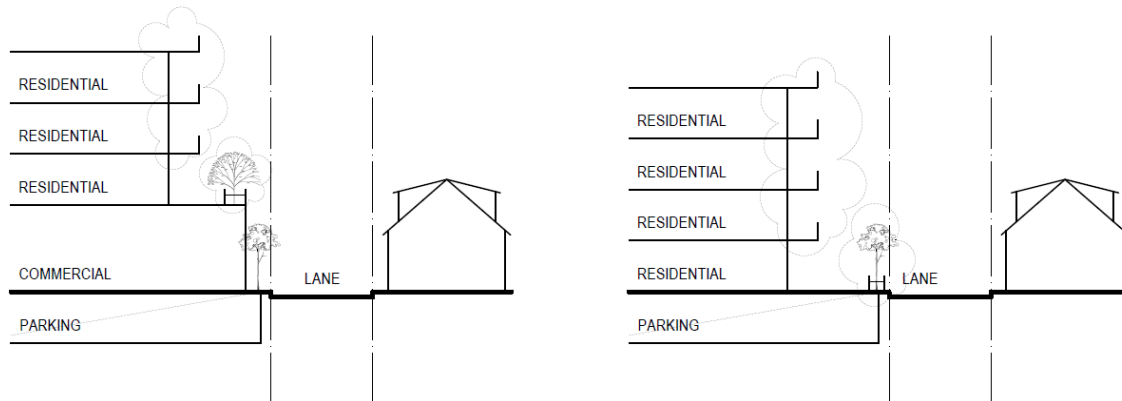 RESIDENTIAL
RESIDENTIAL
RESIDENTIAL
COMMERCIAL
LANE
PARKING
RESIDENTIAL
RESIDENTIAL
RESIDENTIAL
RESIDENTIAL
LANE
PARKING